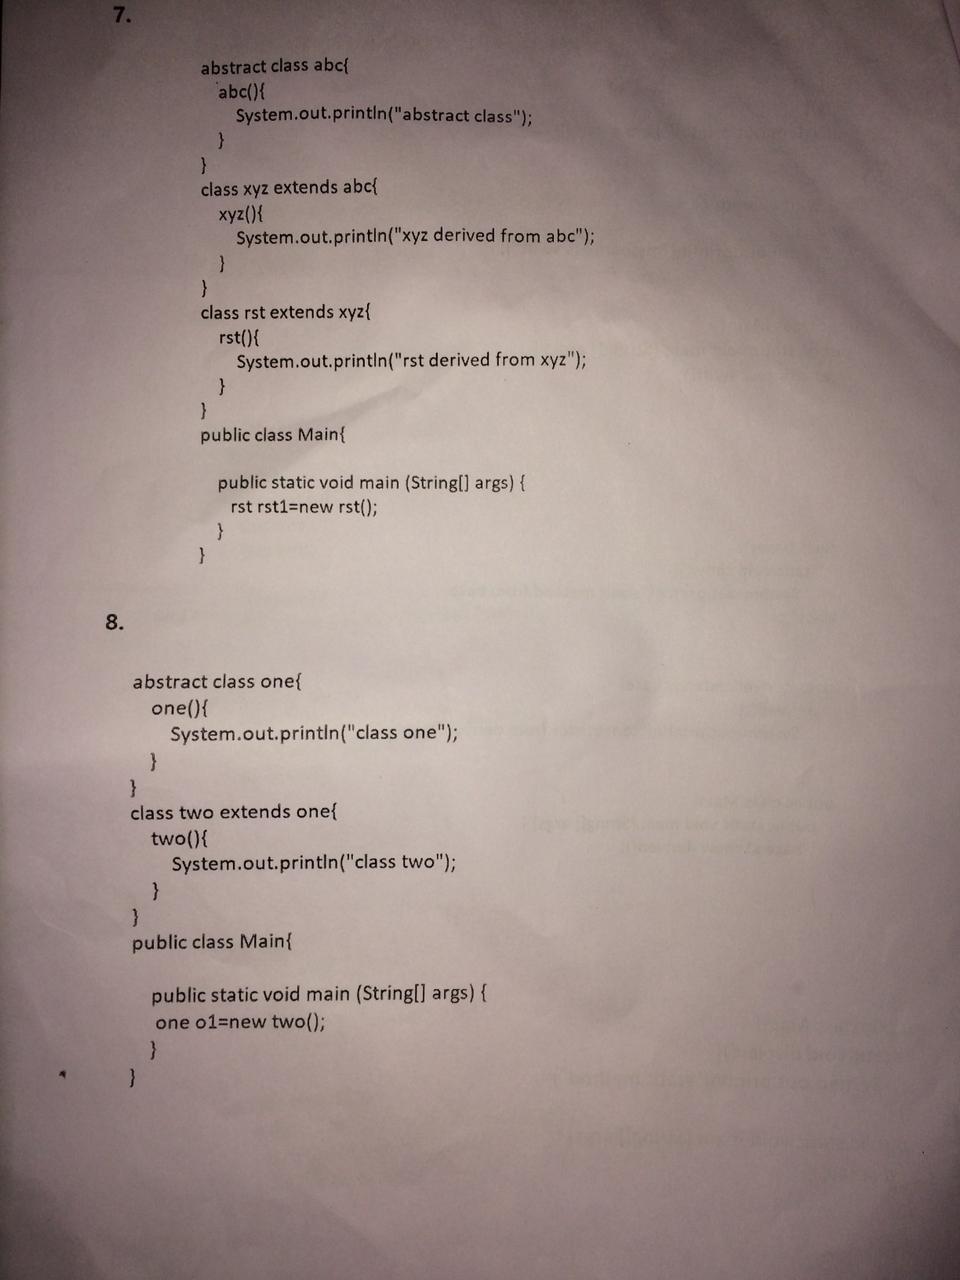 7.
abstract class abc{
abc(){
System.out.println("abstract class");
}
}
class xyz extends abc{
xyz(){
System.out.println("xyz derived from abc");
}
}
class rst extends xyz{
rst(){
System.out.println("rst derived from xyz");
}
}
public class Main{
public static void main (String[] args) {
rst rst1=new rst();
}
}
8.
abstract class one{
one(){
System.out.println("class one");
}
}
class two extends one{
two(){
System.out.println("class two");
}
}
public class Main{
public static void main (String[] args) {
one o1=new two();
}
}